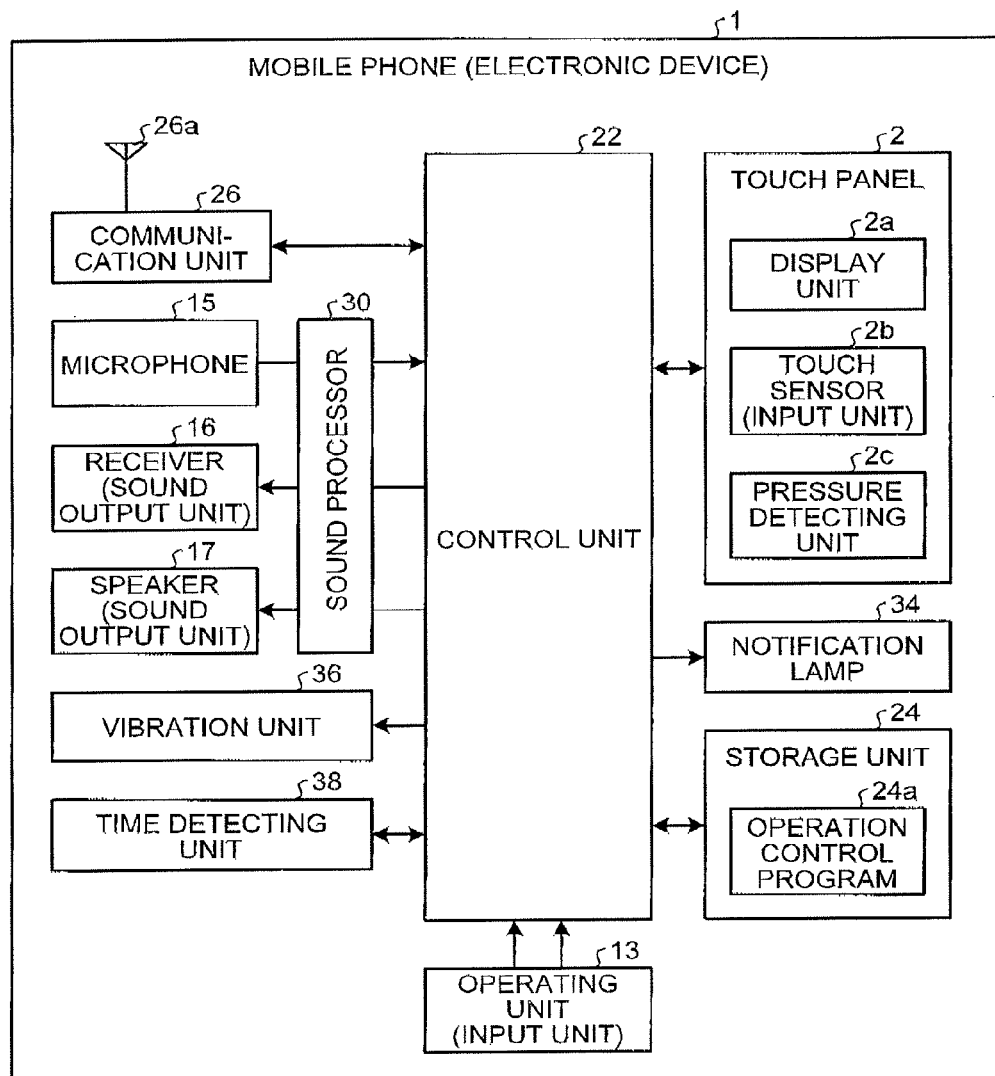 1
MOBILE PHONE (ELECTRONIC DEVICE)
26a
26
COMMUNI-
CATION UNIT
15
MICROPHONE
16
RECEIVER
(SOUND
OUTPUT UNIT)
17
SPEAKER
(SOUND
OUTPUT UNIT)
30
SOUND PROCESSOR
36
VIBRATION UNIT
38
TIME DETECTING
UNIT
22
CONTROL UNIT
13
OPERATING
UNIT
(INPUT UNIT)
2
TOUCH PANEL
2a
DISPLAY
UNIT
2b
TOUCH
SENSOR
(INPUT UNIT)
2c
PRESSURE
DETECTING
UNIT
34
NOTIFICATION
LAMP
24
STORAGE UNIT
24a
OPERATION
CONTROL
PROGRAM